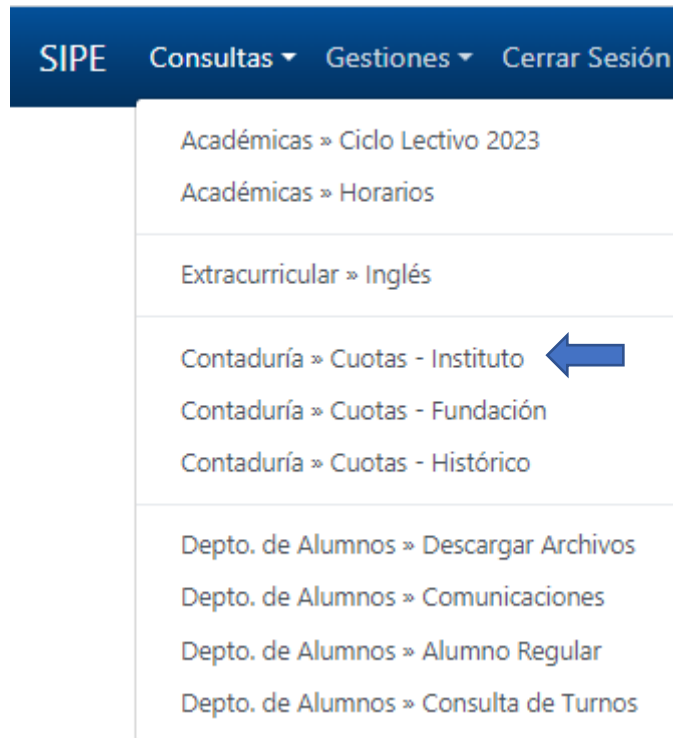 SIPE Consultas Gestiones Cerrar Sesión
Académicas » Ciclo Lectivo 2023
Académicas » Horarios
Extracurricular » Inglés
Contaduría » Cuotas - Instituto
Contaduría » Cuotas - Fundación
Contaduría » Cuotas - Histórico
Depto. de Alumnos » Descargar Archivos
Depto. de Alumnos » Comunicaciones
Depto. de Alumnos » Alumno Regular
Depto. de Alumnos » Consulta de Turnos